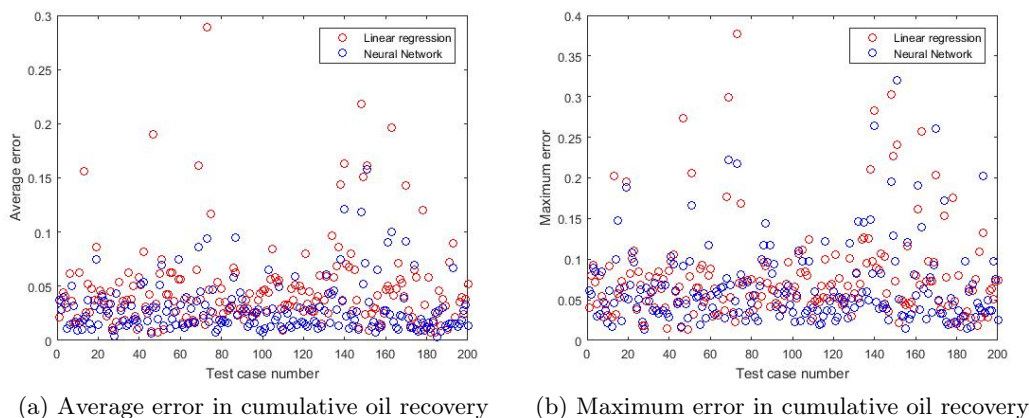 0.3
0.25
0.2
0.15
0.1
0.05
0
Average error
Linear regression
Neural Network
0 20 40 60 80 100 120 140 160 180 200
Test case number
(a) Average error in cumulative oil recovery
0.4
0.35
0.3
0.25
0.2
0.15
0.1
0.05
0
Maximum error
Linear regression
Neural Network
0 20 40 60 80 100 120 140 160 180 200
Test case number
(b) Maximum error in cumulative oil recovery